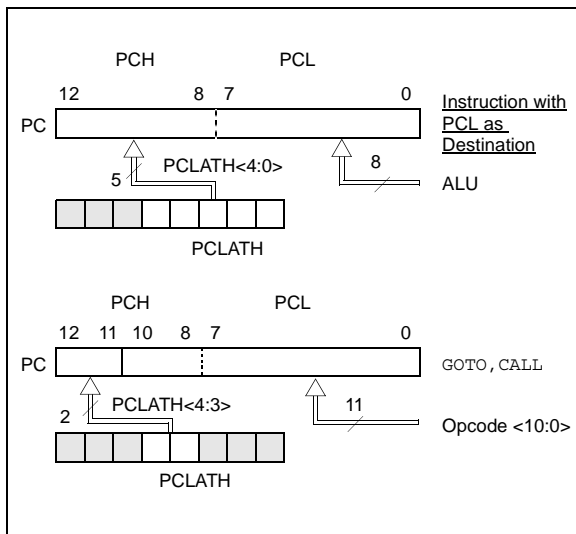 PCH PCL
12 8 7 0
Instruction with
PCL as
Destination
PC
5 PCLATH<4:0> 8
ALU
PCLATH
PCH PCL
12 11 10 8 7 0
PC GOTO,CALL
2 PCLATH<4:3> 11
Opcode <10:0>
PCLATH